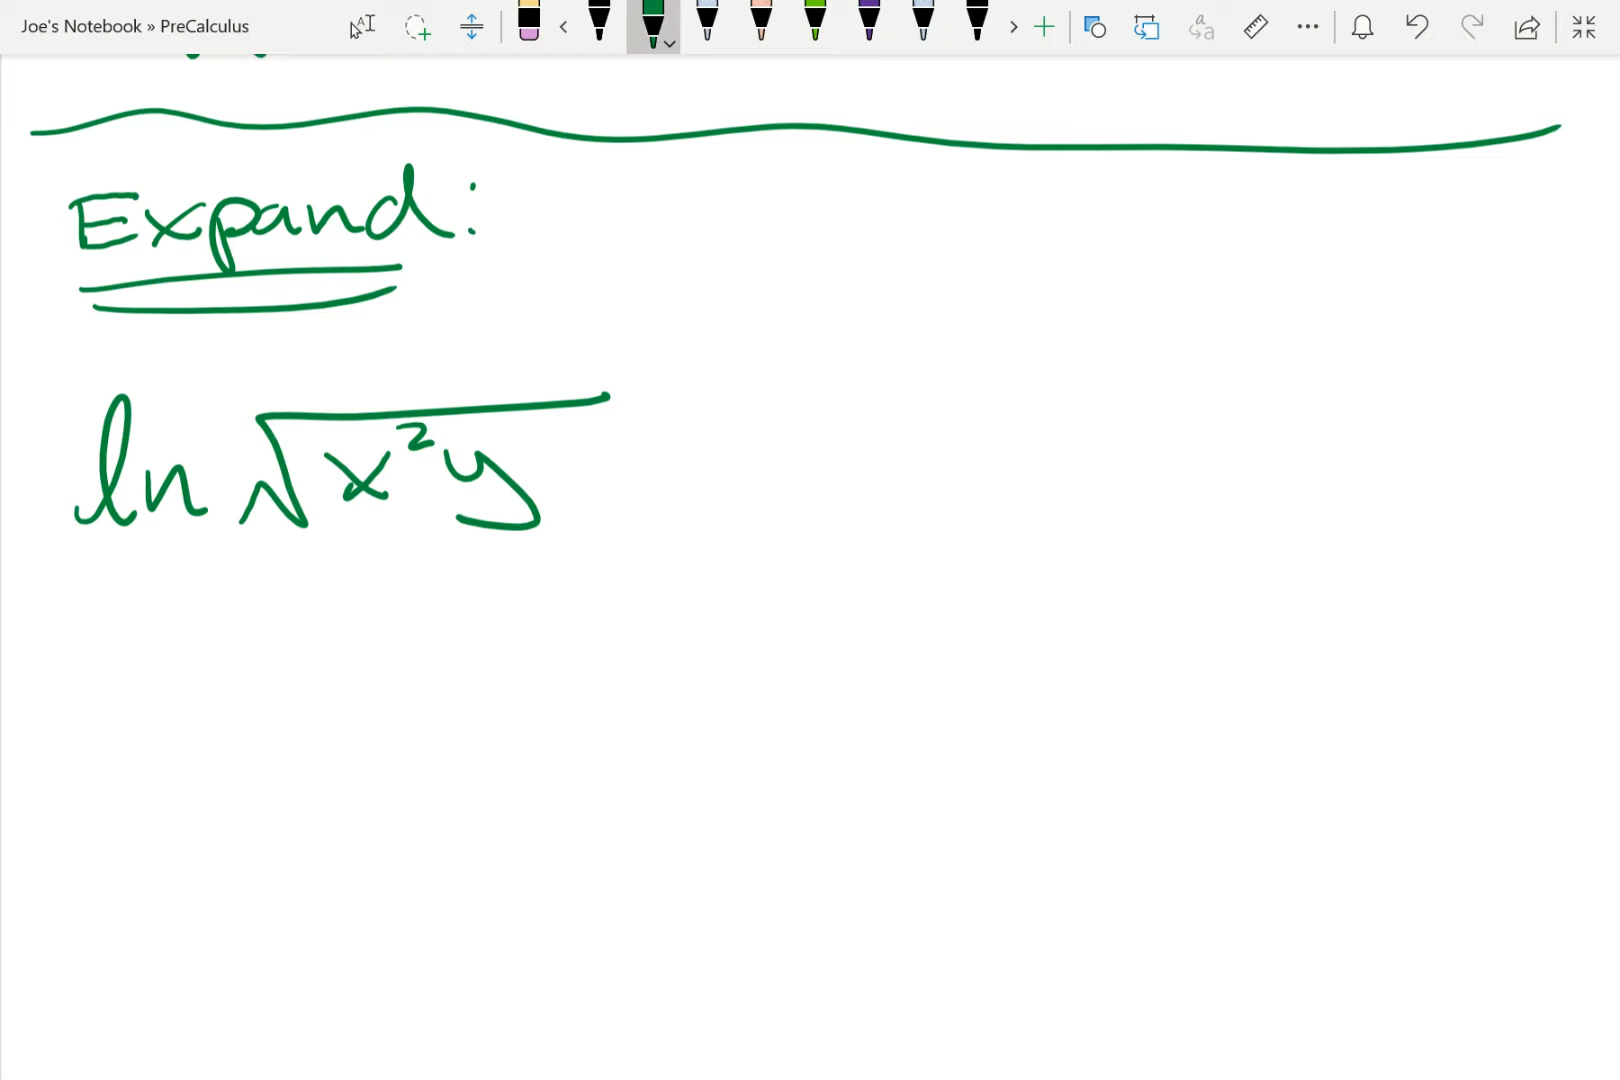 Joe's Notebook » PreCalculus
Expand:
ln √(x²y)